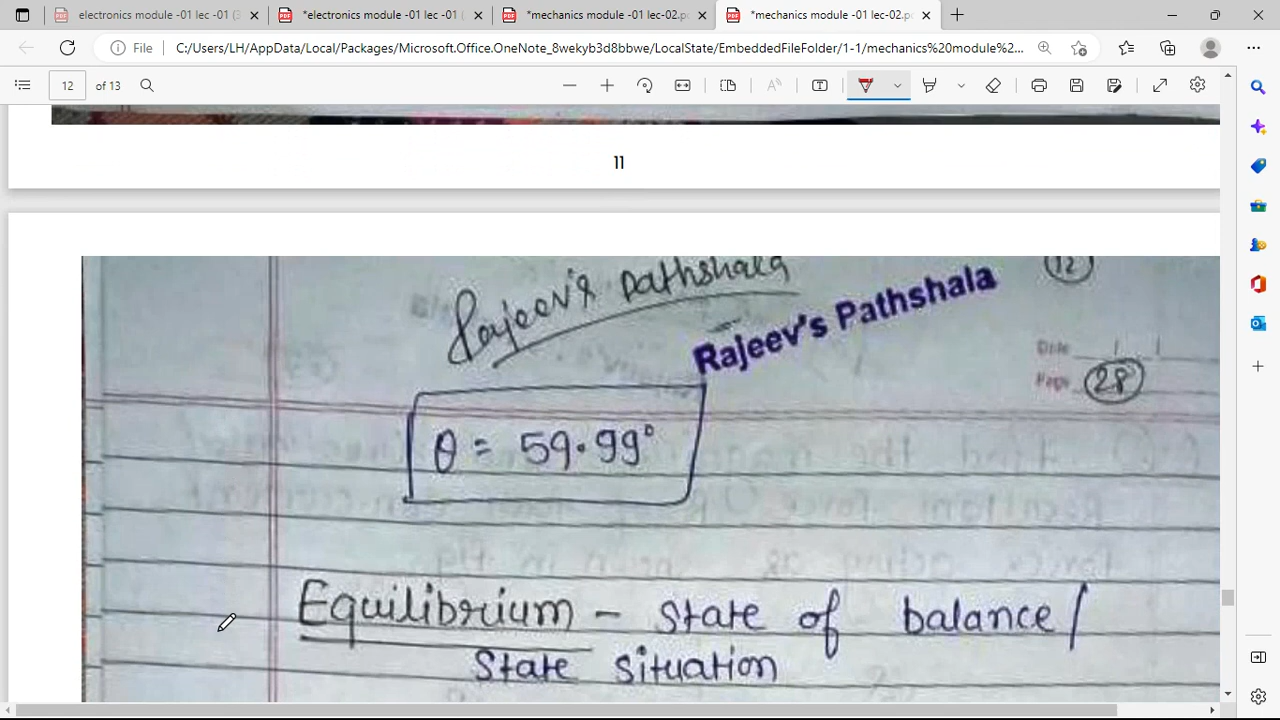 electronics module -01 lec -01 (
*electronics module -01 lec -01 (
*mechanics module -01 lec-02.p
*mechanics module -01 lec-02.p
File
C:/Users/LH/AppData/Local/Packages/Microsoft.Office.OneNote_8wekyb3d8bbwe/LocalState/EmbeddedFileFolder/1-1/mechanics%20module%2...
12 of 13
11
Rajeev's Pathshala
12
Rajeev's Pathshala
Date
Page 28
θ = 59.99°
Equilibrium - State of balance/
State situation